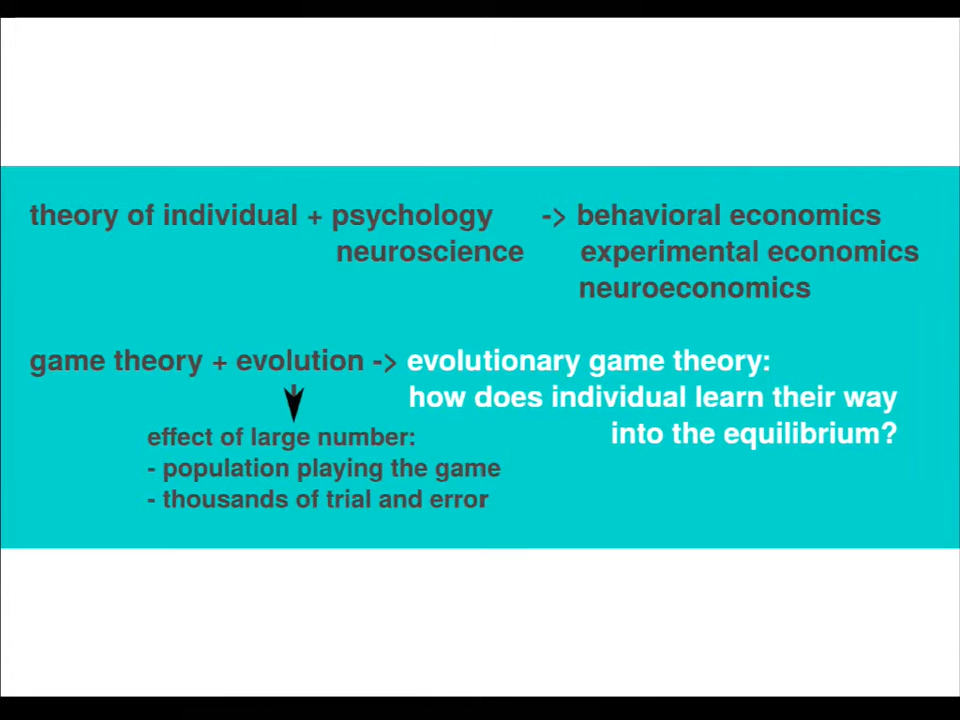 theory of individual + psychology -> behavioral economics
neuroscience experimental economics
neuroeconomics
game theory + evolution -> evolutionary game theory:
how does individual learn their way
into the equilibrium?
effect of large number:
- population playing the game
- thousands of trial and error